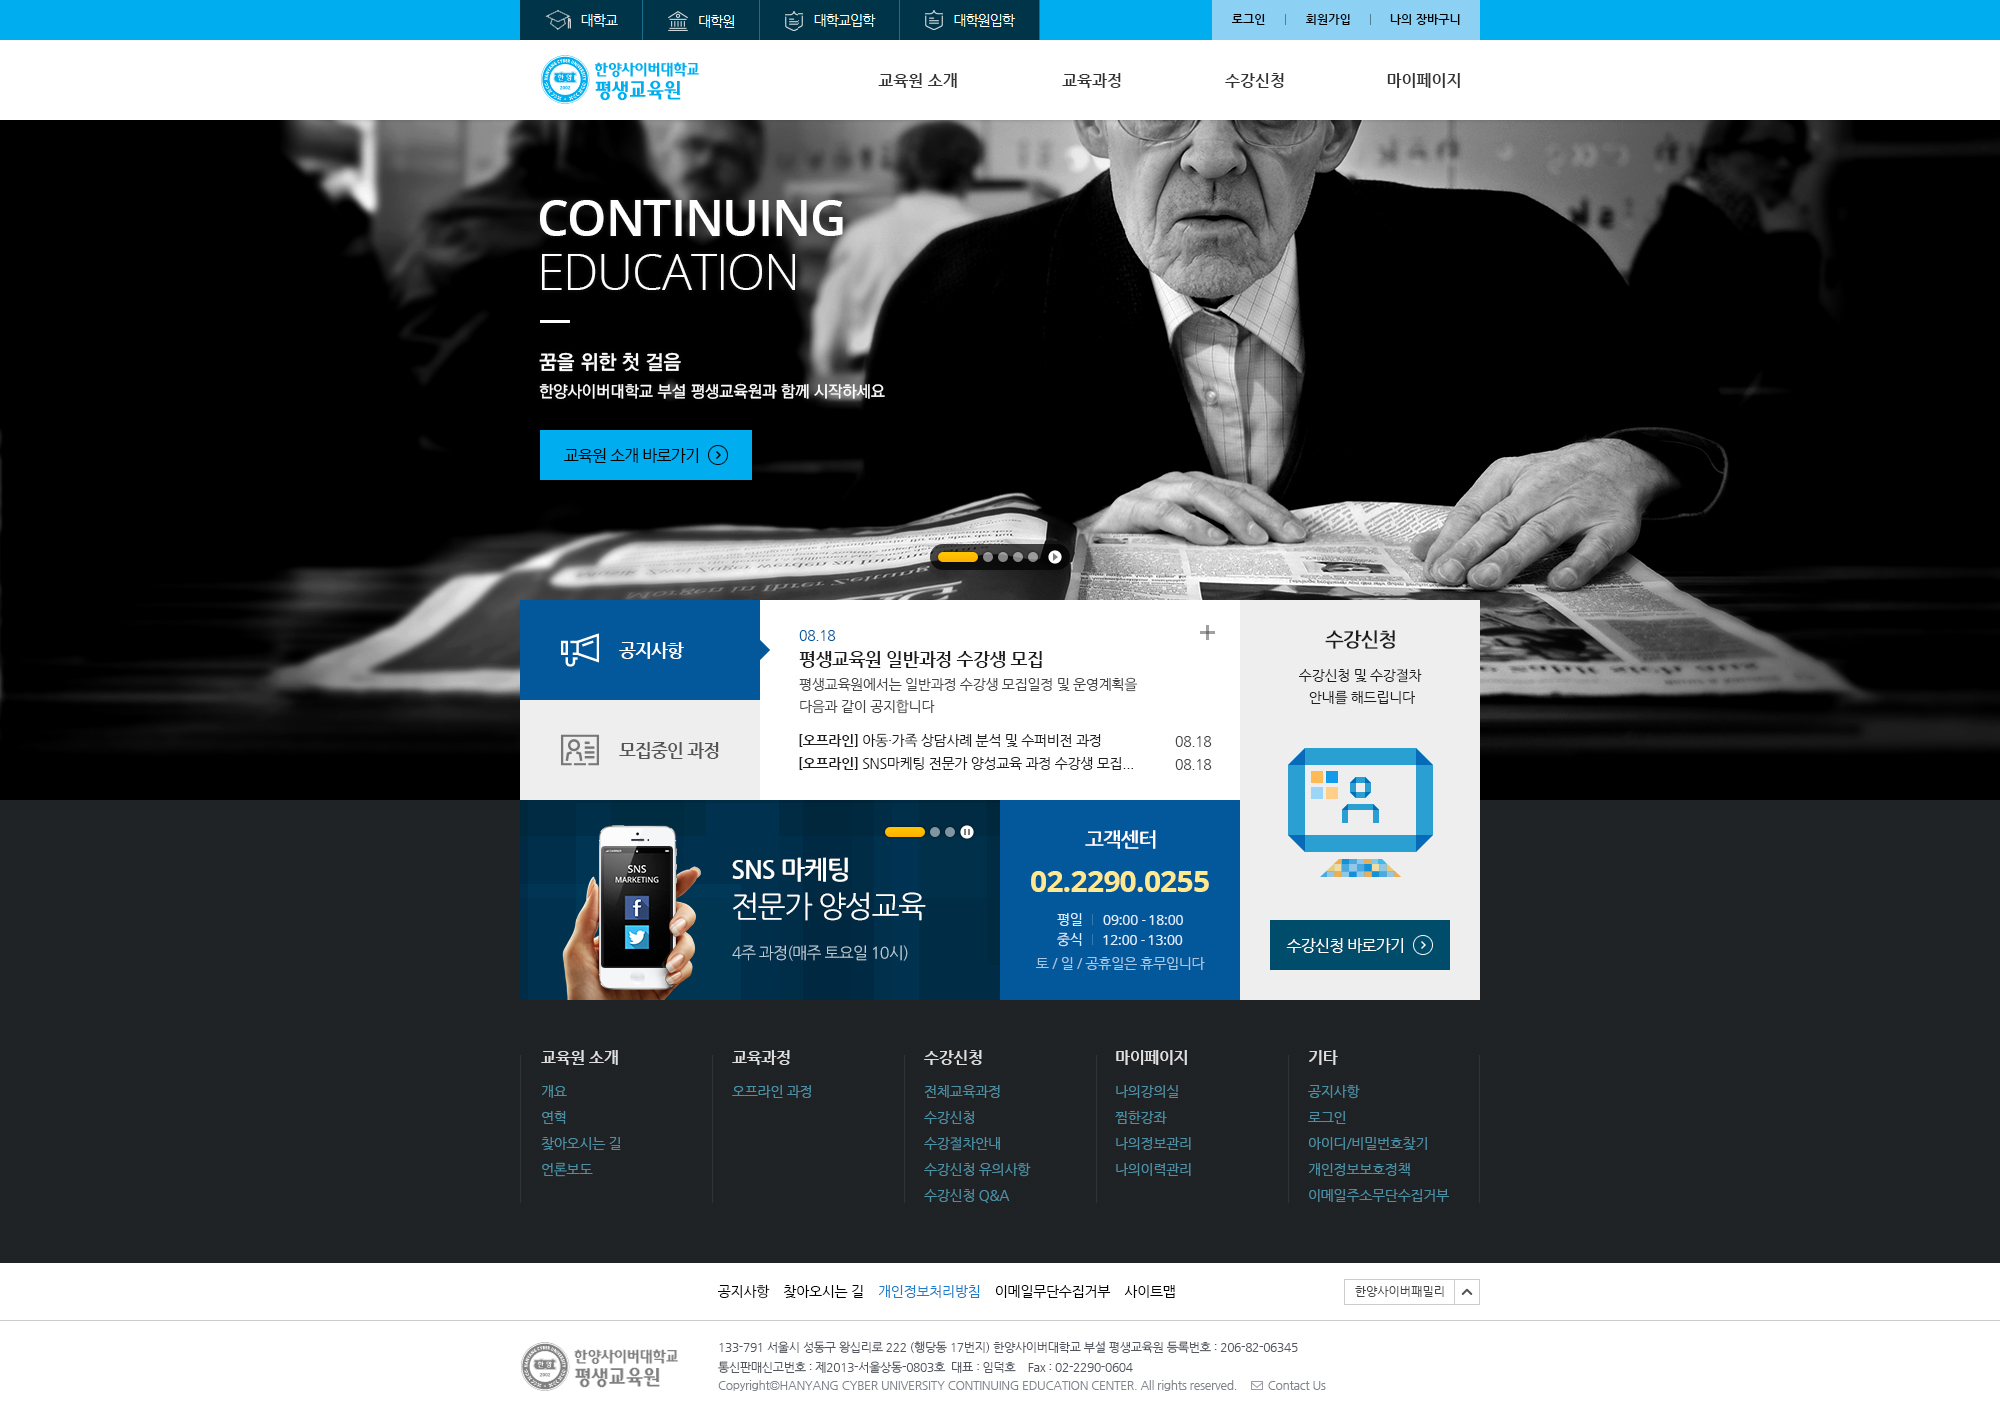 대학교
대학원
대학교입학
대학원입학
로그인
회원가입
나의 장바구니
한양사이버대학교
평생교육원
교육원 소개
교육과정
수강신청
마이페이지
CONTINUING
EDUCATION
꿈을 위한 첫 걸음
한양사이버대학교 부설 평생교육원과 함께 시작하세요
교육원 소개 바로가기
공지사항
모집중인 과정
08.18
평생교육원 일반과정 수강생 모집
평생교육원에서는 일반과정 수강생 모집일정 및 운영계획을
다음과 같이 공지합니다
[오프라인] 아동·가족 상담사례 분석 및 수퍼비전 과정 08.18
[오프라인] SNS마케팅 전문가 양성교육 과정 수강생 모집... 08.18
수강신청
수강신청 및 수강절차
안내를 해드립니다
수강신청 바로가기
SNS
MARKETING
SNS 마케팅
전문가 양성교육
4주 과정(매주 토요일 10시)
고객센터
02.2290.0255
평일 09:00 - 18:00
중식 12:00 - 13:00
토 / 일 / 공휴일은 휴무입니다
교육원 소개
개요
연혁
찾아오시는 길
언론보도
교육과정
오프라인 과정
수강신청
전체교육과정
수강신청
수강절차안내
수강신청 유의사항
수강신청 Q&A
마이페이지
나의강의실
찜한강좌
나의정보관리
나의이력관리
기타
공지사항
로그인
아이디/비밀번호찾기
개인정보보호정책
이메일주소무단수집거부
공지사항 찾아오시는 길 개인정보처리방침 이메일무단수집거부 사이트맵
한양사이버패밀리
한양사이버대학교
평생교육원
133-791 서울시 성동구 왕십리로 222 (행당동 17번지) 한양사이버대학교 부설 평생교육원 등록번호 : 206-82-06345
통신판매신고번호 : 제2013-서울상동-0803호 대표 : 임덕호 Fax : 02-2290-0604
Copyright©HANYANG CYBER UNIVERSITY CONTINUING EDUCATION CENTER. All rights reserved. Contact Us